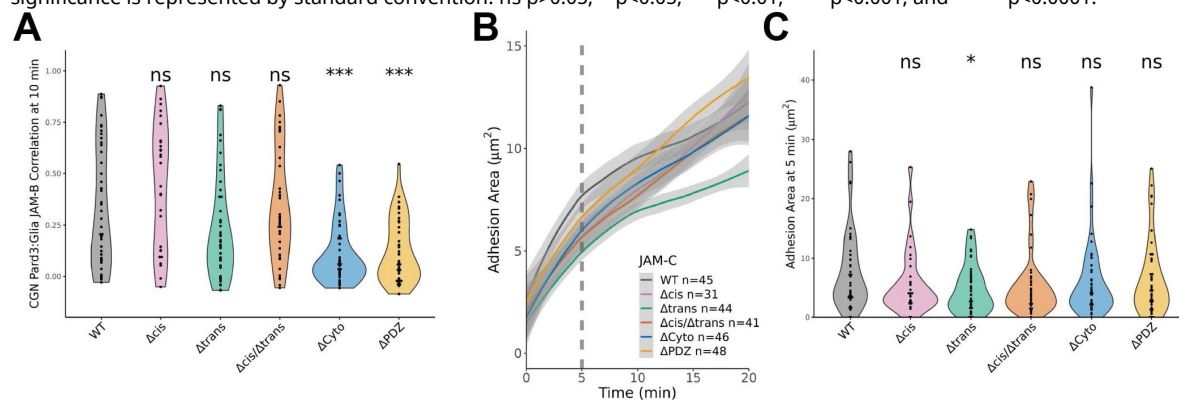 significance is represented by standard convention: ns p>0.05, p<0.05, p<0.01, p<0.001, and p<0.0001.
A
B
C
CGN Pard3:Glia JAM-B Correlation at 10 min
1.00
0.75
0.50
0.25
0.00
ns
ns
ns
***
***
WT
Δcis
Δtrans
Δcis/Δtrans
ΔCyto
ΔPDZ
Adhesion Area (μm²)
15
10
5
0
0
5
10
15
20
Time (min)
JAM-C
WT n=45
Δcis n=31
Δtrans n=44
Δcis/Δtrans n=41
ΔCyto n=46
ΔPDZ n=48
Adhesion Area at 5 min (μm²)
40
30
20
10
0
ns
*
ns
ns
ns
WT
Δcis
Δtrans
Δcis/Δtrans
ΔCyto
ΔPDZ